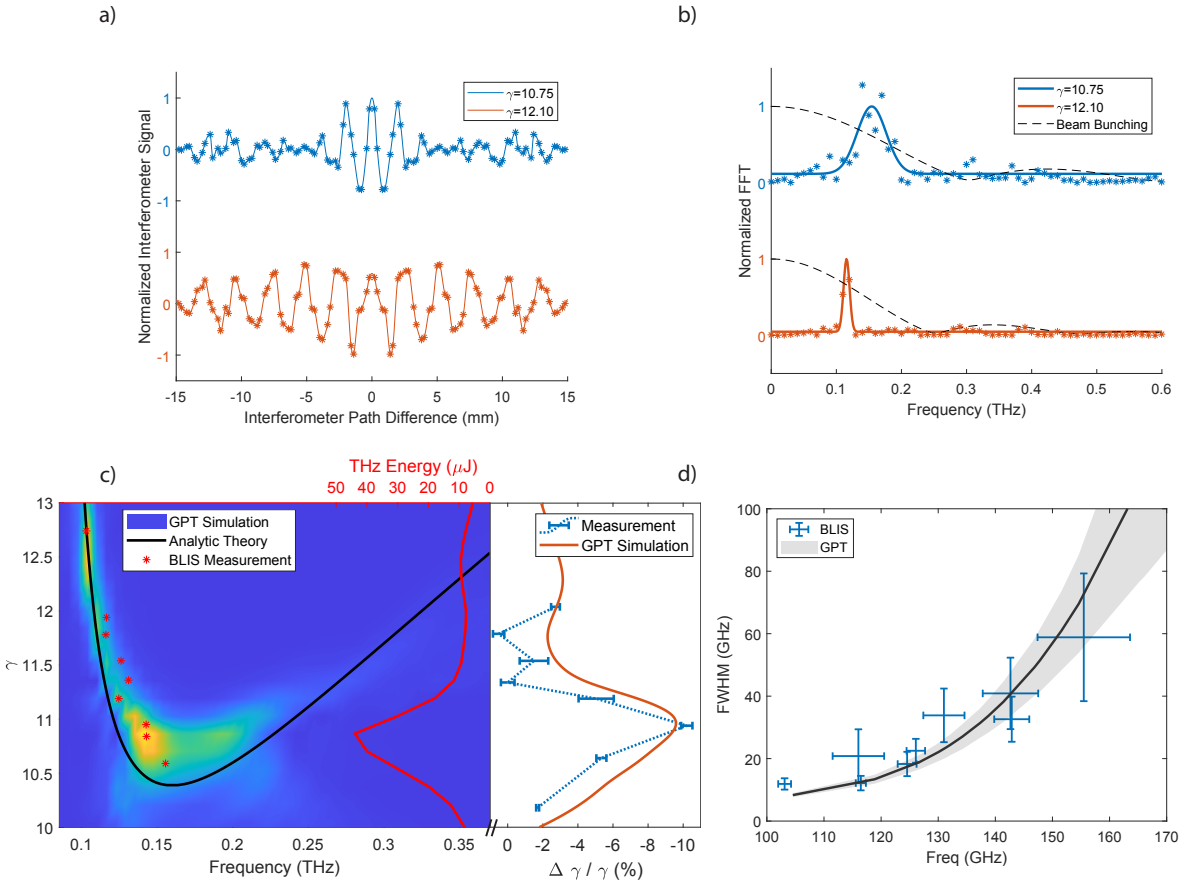 a)
Normalized Interferometer Signal
1
0
-1
1
0
-1
γ=10.75
γ=12.10
-15
-10
-5
0
5
10
15
Interferometer Path Difference (mm)
b)
Normalized FFT
1
0
1
0
γ=10.75
γ=12.10
Beam Bunching
0
0.1
0.2
0.3
0.4
0.5
0.6
Frequency (THz)
c)
THz Energy (μJ)
50 40 30 20 10 0
γ
13
12.5
12
11.5
11
10.5
10
GPT Simulation
Analytic Theory
BLIS Measurement
0.1 0.15 0.2 0.25 0.3 0.35
Frequency (THz)
Measurement
GPT Simulation
0 -2 -4 -6 -8 -10
Δ γ / γ (%)
d)
FWHM (GHz)
100
80
60
40
20
0
BLIS
GPT
100 110 120 130 140 150 160 170
Freq (GHz)